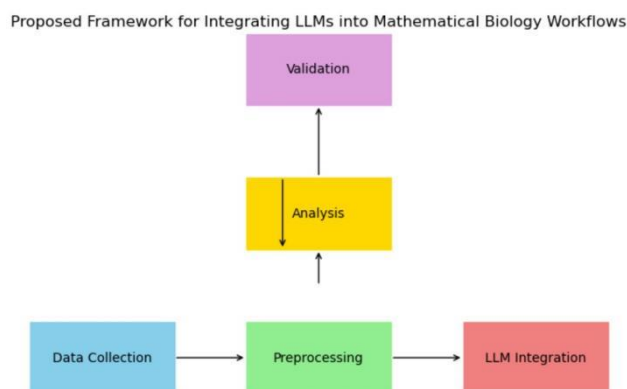 Proposed Framework for Integrating LLMs into Mathematical Biology Workflows
Validation
Analysis
Data Collection
Preprocessing
LLM Integration